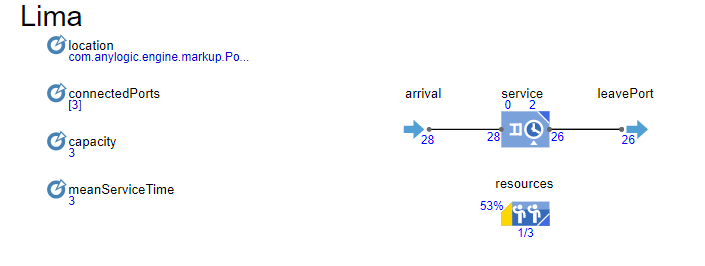 Lima
location
com.anylogic.engine.markup.Po...
connectedPorts
[3]
capacity
3
meanServiceTime
3
arrival
service
leavePort
0 2
28
28
26
26
resources
53%
1/3